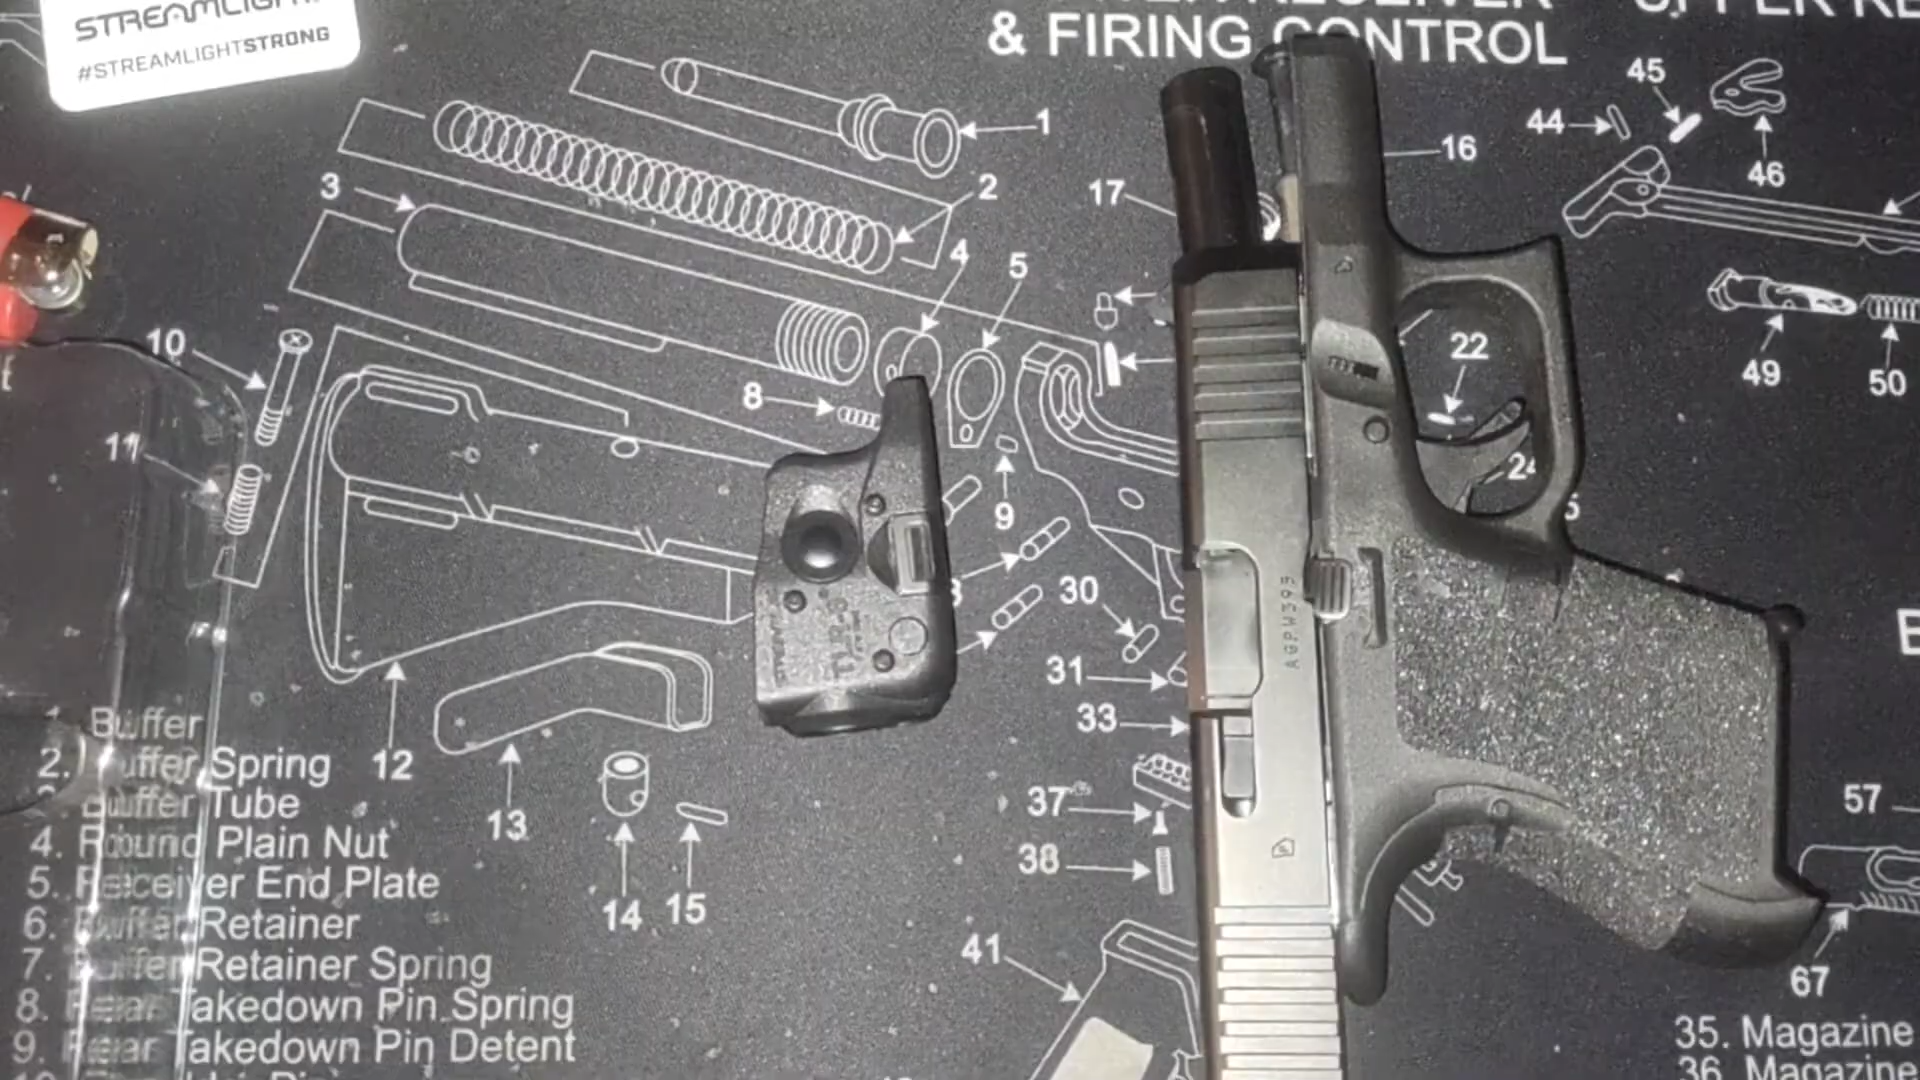 STREAMLIGHT
#STREAMLIGHTSTRONG
& FIRING CONTROL
1
2
3
4
5
8
9
10
11
12
13
14
15
16
17
22
24
30
31
33
37
38
41
44
45
46
49
50
57
67
AGPW395
TLR-6
1. Buffer
2. Buffer Spring
Buffer Tube
4. Round Plain Nut
5. Receiver End Plate
6. Buffer Retainer
7. Buffer Retainer Spring
8. Rear Takedown Pin Spring
9. Rear Takedown Pin Detent
35. Magazine
36. Magazine